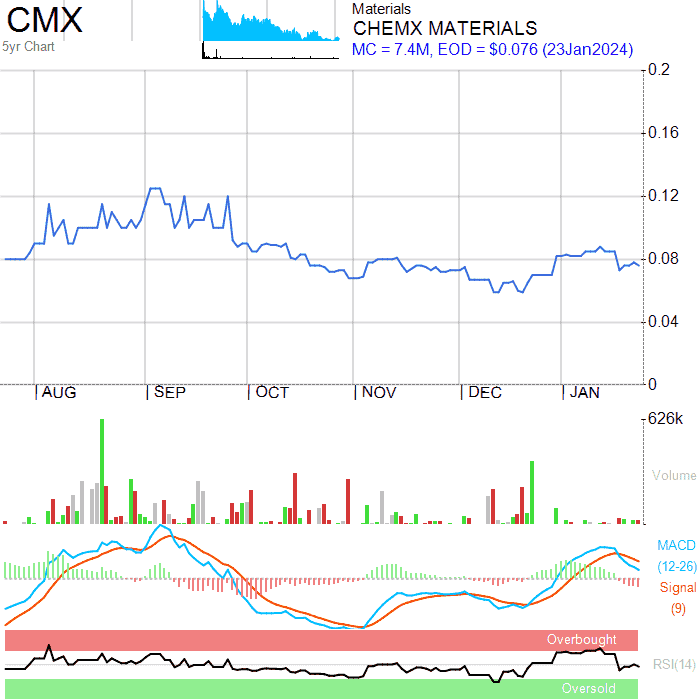 CMX
5yr Chart
Materials
CHEMX MATERIALS
MC = 7.4M, EOD = $0.076 (23Jan2024)
0.2
0.16
0.12
0.08
0.04
0
AUG SEP OCT NOV DEC JAN
626k
Volume
MACD
(12-26)
Signal
(9)
Overbought
RSI(14)
Oversold